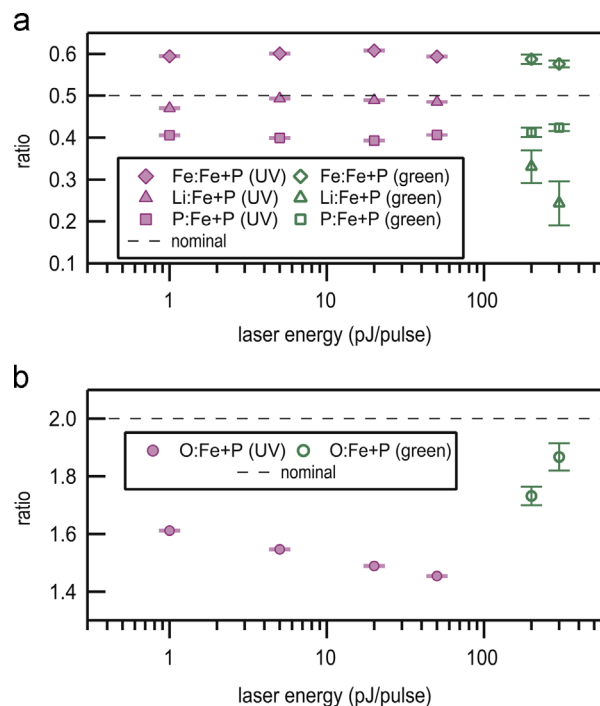 a
0.6
0.5
0.4
0.3
0.2
0.1
ratio
Fe:Fe+P (UV) Fe:Fe+P (green)
Li:Fe+P (UV) Li:Fe+P (green)
P:Fe+P (UV) P:Fe+P (green)
nominal
1 10 100
laser energy (pJ/pulse)
b
2.0
1.8
1.6
1.4
ratio
O:Fe+P (UV) O:Fe+P (green)
nominal
1 10 100
laser energy (pJ/pulse)